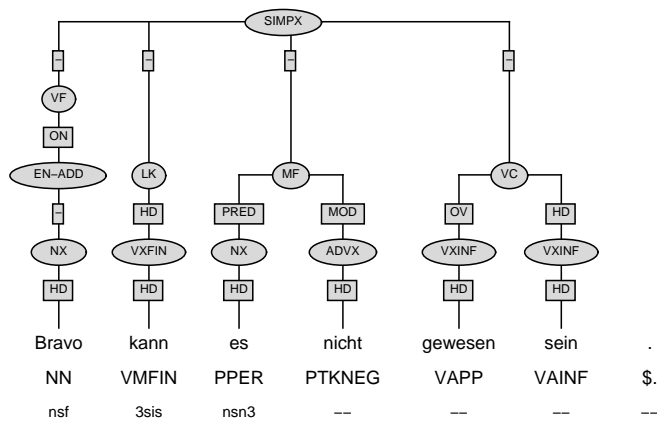 SIMPX
– – – –
VF
ON
EN–ADD LK MF VC
– HD PRED MOD OV HD
NX VXFIN NX ADVX VXINF VXINF
HD HD HD HD HD HD
Bravo kann es nicht gewesen sein .
NN VMFIN PPER PTKNEG VAPP VAINF $.
nsf 3sis nsn3 –– –– –– ––